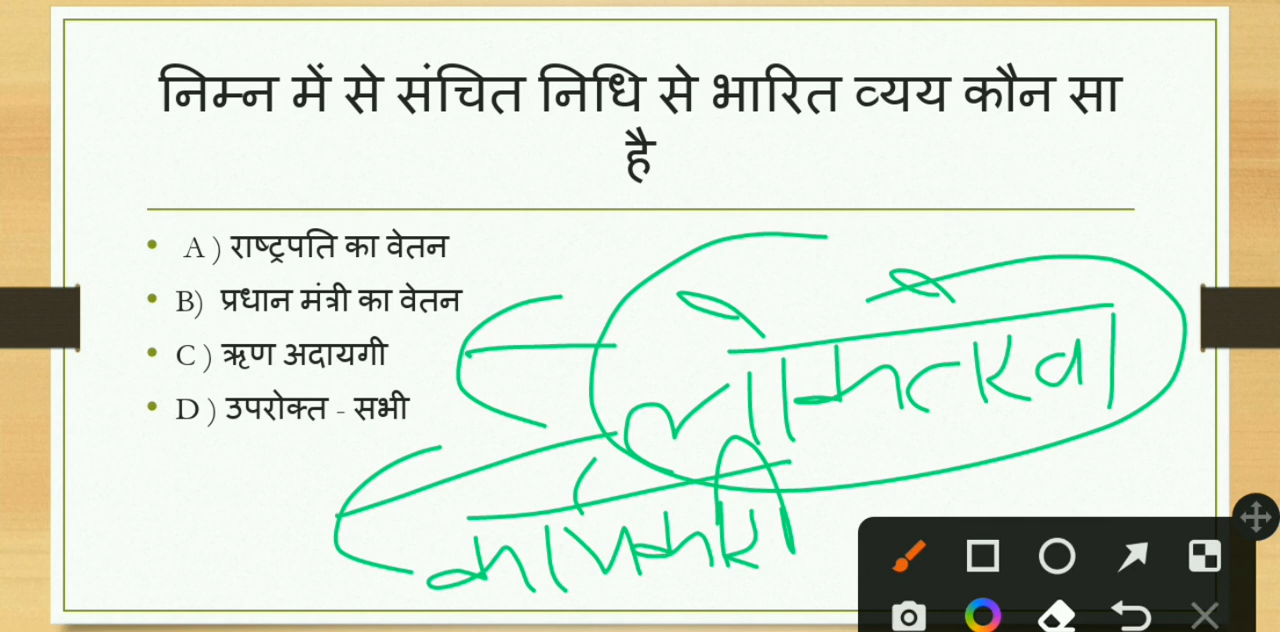 निम्न में से संचित निधि से भारित व्यय कौन सा
है
A ) राष्ट्रपति का वेतन
B) प्रधान मंत्री का वेतन
C ) ऋण अदायगी
D ) उपरोक्त - सभी